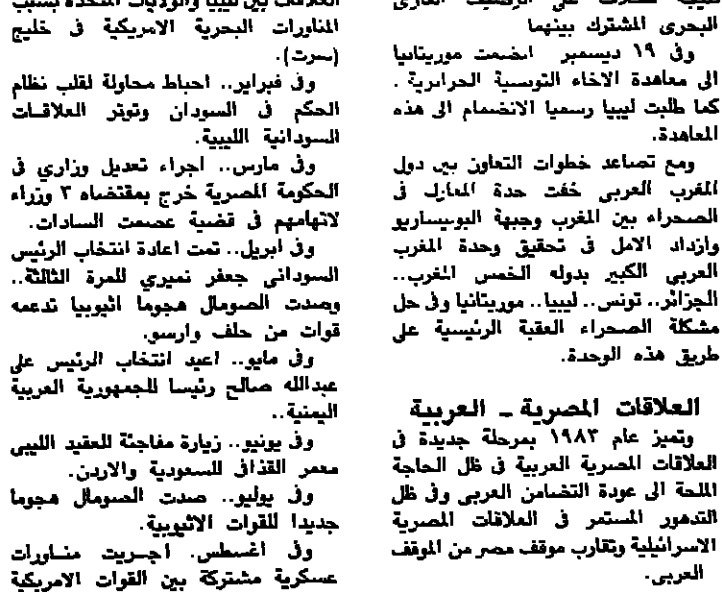 البحرى المشترك بينهما
وفى ١٩ ديسمبر انضمت موريتانيا
الى معاهدة الاخاء التونسية الجزائرية .
كما طلبت ليبيا رسميا الانضمام الى هذه
المعاهدة.
ومع تصاعد خطوات التعاون بين دول
المغرب العربى خفت حدة المعارك فى
الصحراء بين المغرب وجبهة البوليساريو
وازداد الامل فى تحقيق وحدة المغرب
العربي الكبير بدوله الخمس المغرب..
الجزائر.. تونس.. ليبيا.. موريتانيا وفى حل
مشكلة الصحراء العقبة الرئيسية على
طريق هذه الوحدة.
العلاقات المصرية ـ العربية
وتميز عام ١٩٨٣ بمرحلة جديدة فى
العلاقات المصرية العربية فى ظل الحاجة
الملحة الى عودة التضامن العربى وفى ظل
التدهور المستمر فى العلاقات المصرية
الاسرائيلية وتقارب موقف مصر من الموقف
العربى.
العلاقات بين ليبيا والولايات المتحدة بسبب
المناورات البحرية الامريكية فى خليج
(سرت).
وفى فبراير.. احباط محاولة لقلب نظام
الحكم فى السودان وتوتر العلاقات
السودانية الليبية.
وفى مارس.. اجراء تعديل وزاري فى
الحكومة المصرية خرج بمقتضاه ٣ وزراء
لاتهامهم فى قضية عصمت السادات.
وفى ابريل.. تمت اعادة انتخاب الرئيس
السودانى جعفر نميري للمرة الثالثة..
وصدت الصومال هجوما اثيوبيا تدعمه
قوات من حلف وارسو.
وفى مايو.. اعيد انتخاب الرئيس على
عبدالله صالح رئيسا للجمهورية العربية
اليمنية..
وفى يونيو.. زيارة مفاجئة للعقيد الليبى
معمر القذافى للسعودية والاردن.
وفى يوليو.. صدت الصومال هجوما
جديدا للقوات الاثيوبية.
وفى اغسطس. اجريت مناورات
عسكرية مشتركة بين القوات الامريكية